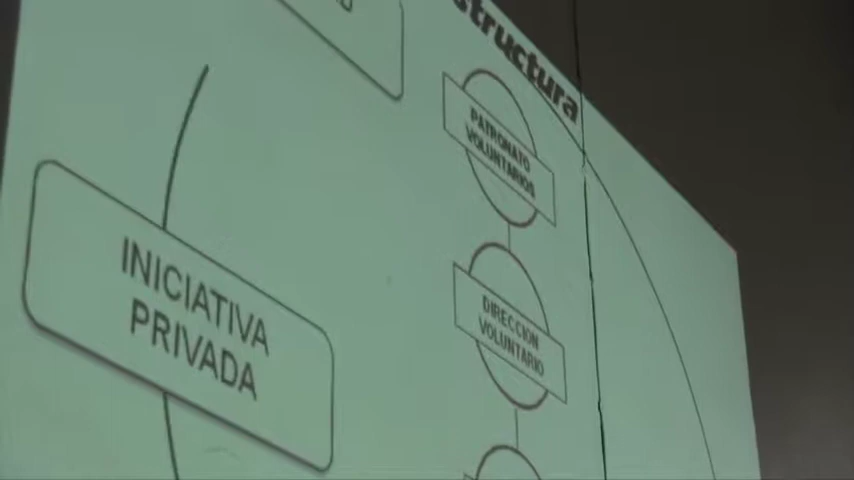 structura
PATRONATO
VOLUNTARIOS
DIRECCION
VOLUNTARIO
INICIATIVA
PRIVADA